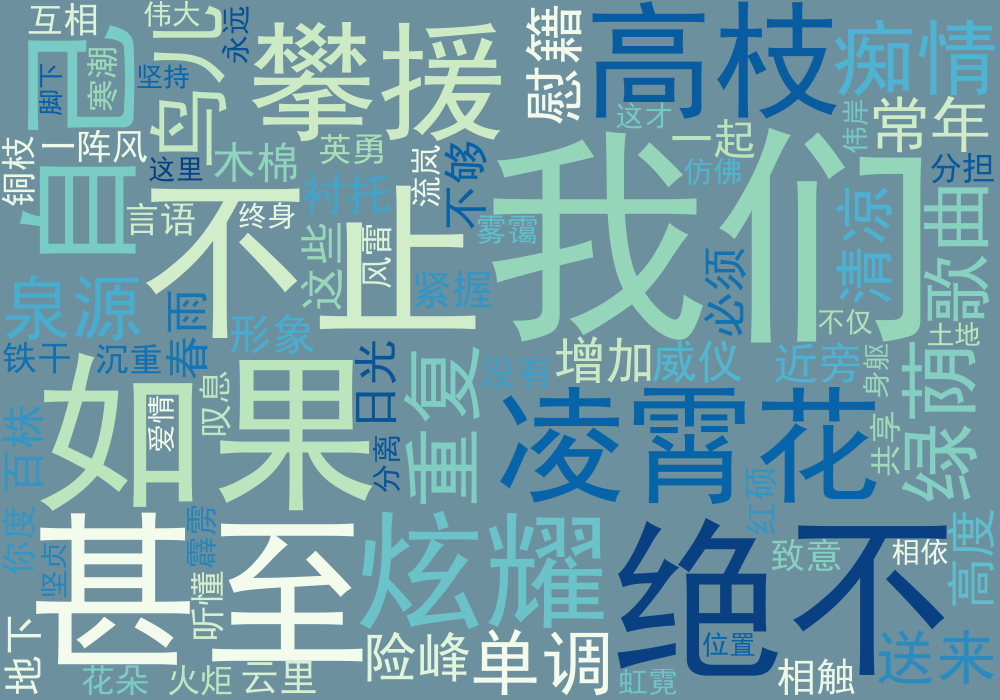 互相
伟大
永远
自己
鸟儿
攀援
慰籍
高枝
痴情
寒潮
脚下
坚持
这才
伟岸
常年
铜枝
一阵风
这里
木棉
英勇
流岚
不够
一起
仿佛
分担
我们
不止
衬托
言语
终身
这些
风雷
雾霭
清凉
歌曲
泉源
春雨
形象
紧握
必须
不仅
土地
铁干
沉重
日光
没有
增加
威仪
近旁
身躯
绿荫
如果
爱情
叹息
重复
凌霄花
共享
百株
分离
红硕
你度
坚贞
霹雳
甚至
炫耀
绝不
致意
相依
高度
听懂
地下
花朵
火炬
云里
险峰
单调
虹霓
位置
相触
送来